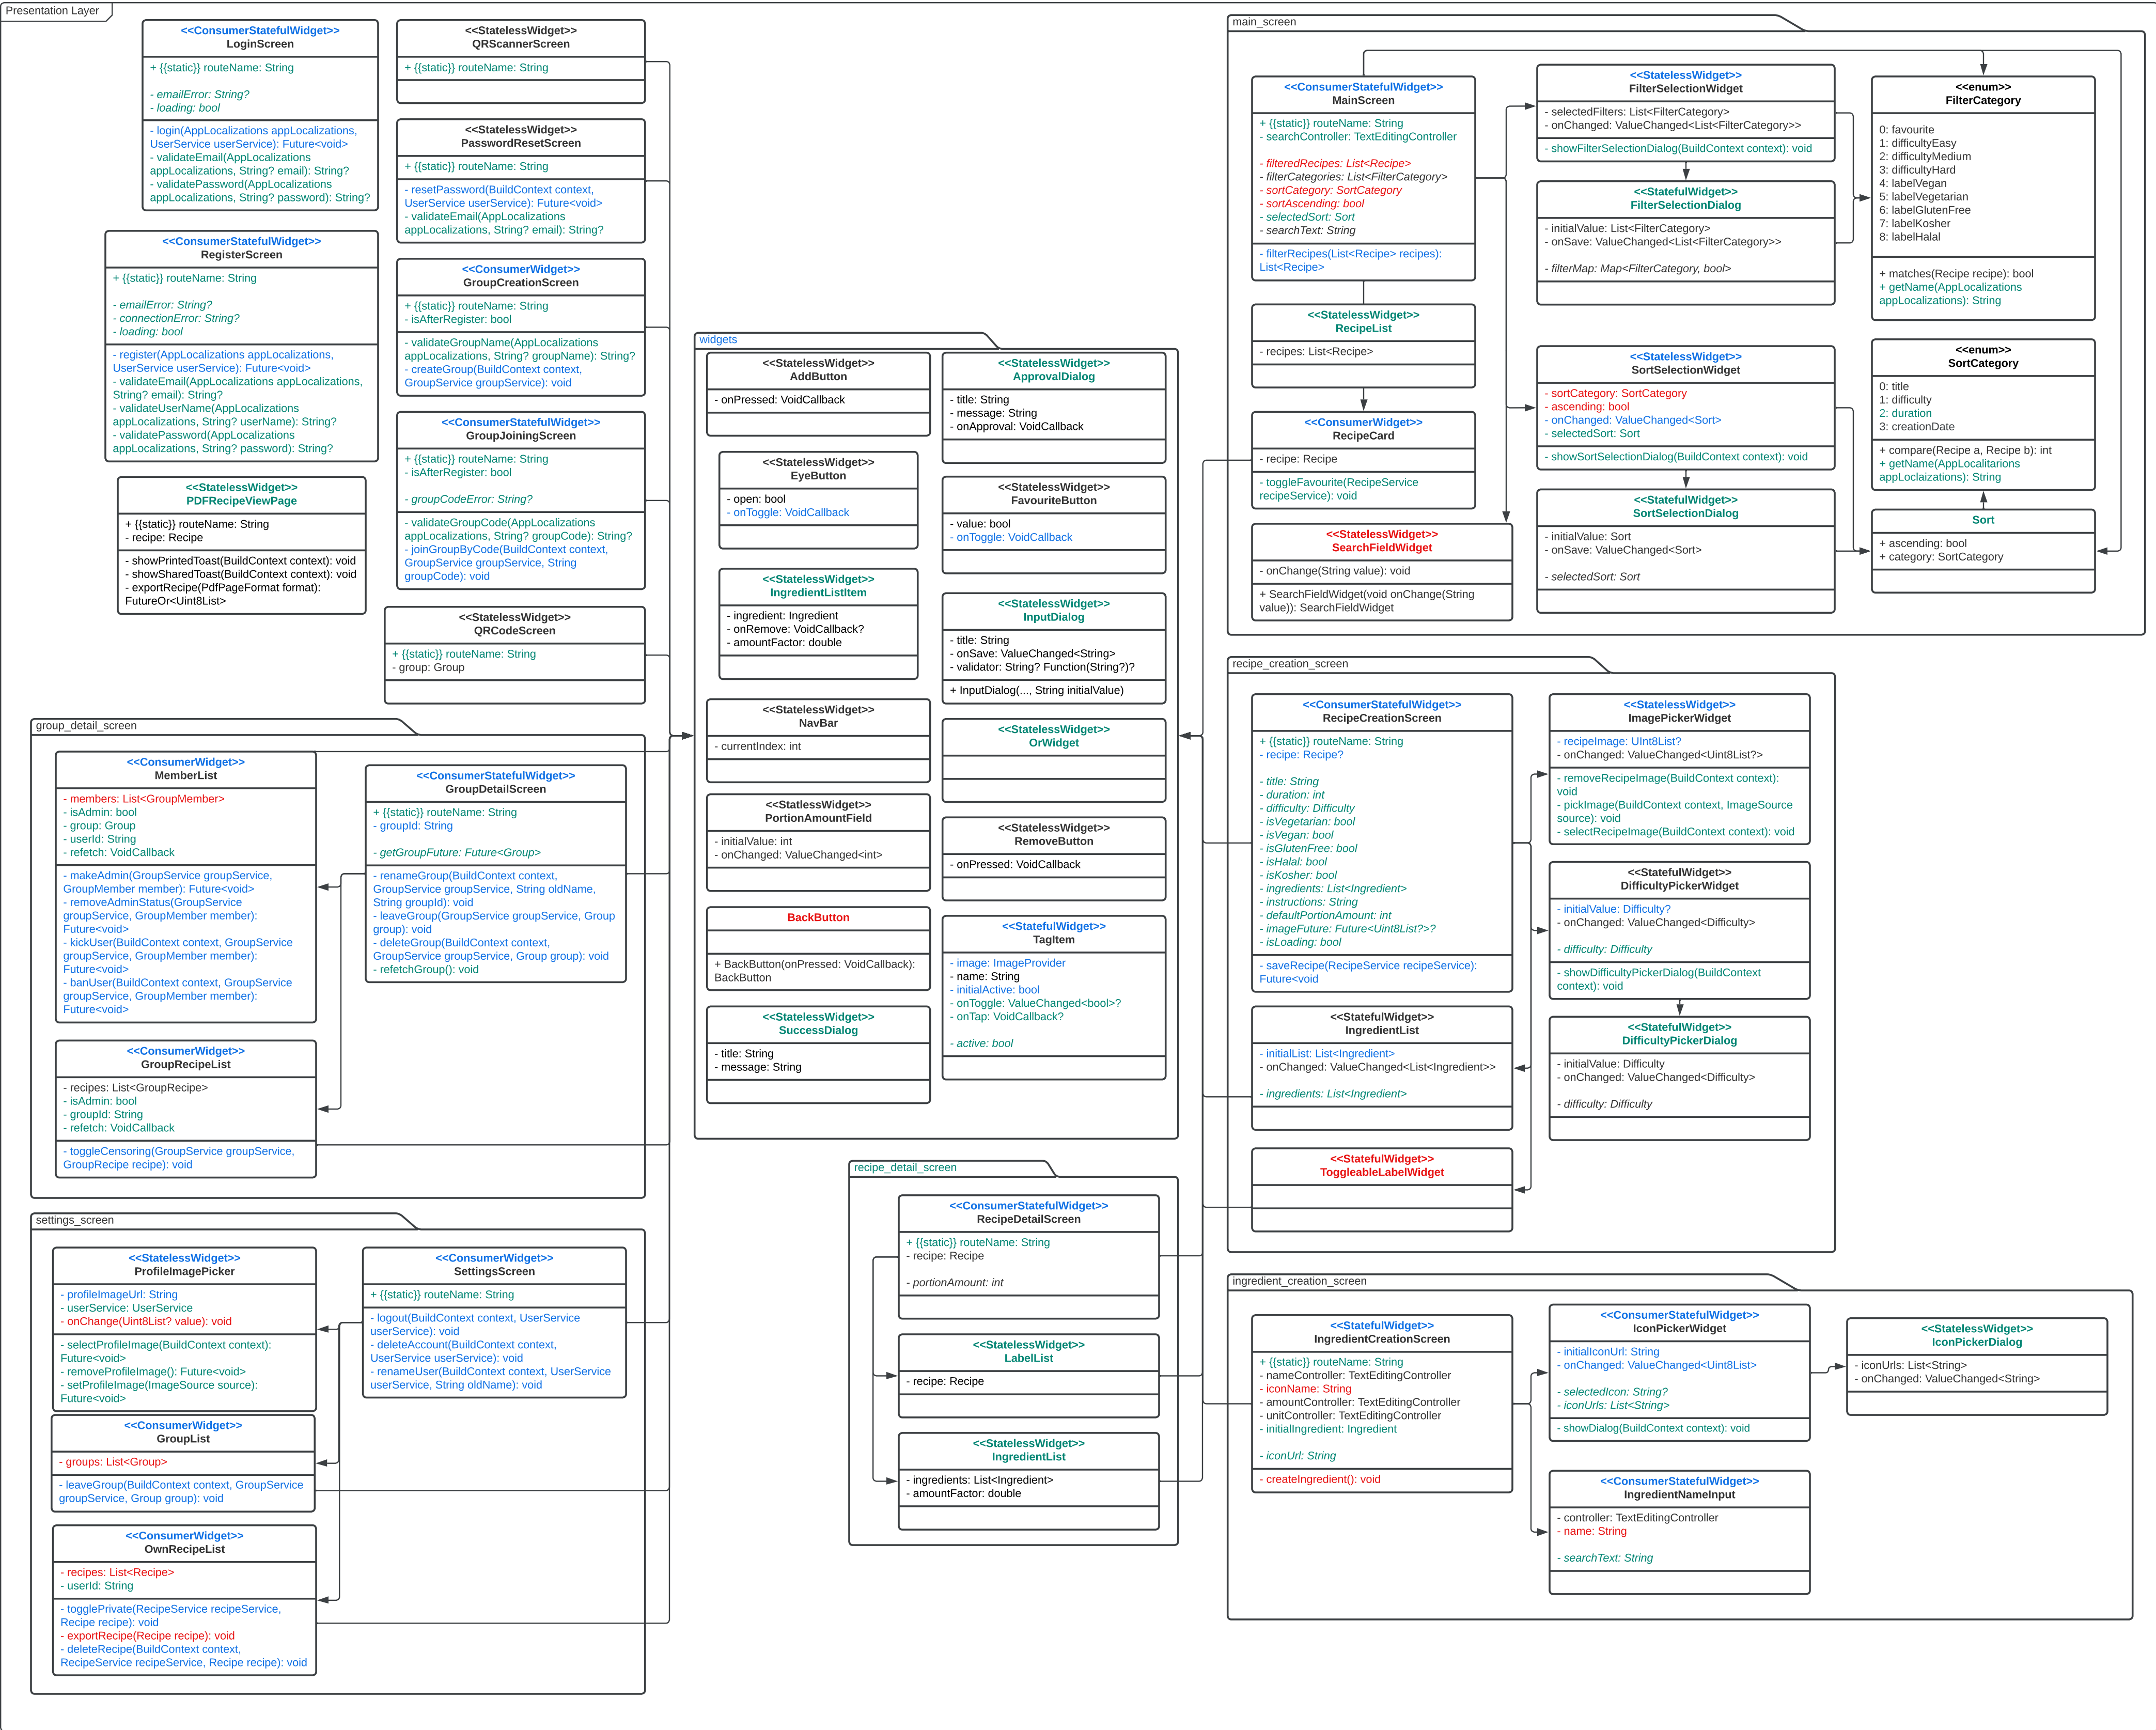 Presentation Layer
<<ConsumerStatefulWidget>>
LoginScreen
+ {{static}} routeName: String
- emailError: String?
- loading: bool
- login(AppLocalizations appLocalizations,
UserService userService): Future<void>
- validateEmail(AppLocalizations
appLocalizations, String? email): String?
- validatePassword(AppLocalizations
appLocalizations, String? password): String?
<<ConsumerStatefulWidget>>
RegisterScreen
+ {{static}} routeName: String
- emailError: String?
- connectionError: String?
- loading: bool
- register(AppLocalizations appLocalizations,
UserService userService): Future<void>
- validateEmail(AppLocalizations appLocalizations,
String? email): String?
- validateUserName(AppLocalizations
appLocalizations, String? userName): String?
- validatePassword(AppLocalizations
appLocalizations, String? password): String?
<<StatelessWidget>>
PDFRecipeViewPage
+ {{static}} routeName: String
- recipe: Recipe
- showPrintedToast(BuildContext context): void
- showSharedToast(BuildContext context): void
- exportRecipe(PdfPageFormat format):
FutureOr<Uint8List>
<<StatelessWidget>>
QRScannerScreen
+ {{static}} routeName: String
<<StatelessWidget>>
PasswordResetScreen
+ {{static}} routeName: String
- resetPassword(BuildContext context,
UserService userService): Future<void>
- validateEmail(AppLocalizations
appLocalizations, String? email): String?
<<ConsumerWidget>>
GroupCreationScreen
+ {{static}} routeName: String
- isAfterRegister: bool
- validateGroupName(AppLocalizations
appLocalizations, String? groupName): String?
- createGroup(BuildContext context,
GroupService groupService): void
<<ConsumerStatefulWidget>>
GroupJoiningScreen
+ {{static}} routeName: String
- isAfterRegister: bool
- groupCodeError: String?
- validateGroupCode(AppLocalizations
appLocalizations, String? groupCode): String?
- joinGroupByCode(BuildContext context,
GroupService groupService, String
groupCode): void
<<StatelessWidget>>
QRCodeScreen
+ {{static}} routeName: String
- group: Group
group_detail_screen
<<ConsumerWidget>>
MemberList
- members: List<GroupMember>
- isAdmin: bool
- group: Group
- userId: String
- refetch: VoidCallback
- makeAdmin(GroupService groupService,
GroupMember member): Future<void>
- removeAdminStatus(GroupService
groupService, GroupMember member):
Future<void>
- kickUser(BuildContext context, GroupService
groupService, GroupMember member):
Future<void>
- banUser(BuildContext context, GroupService
groupService, GroupMember member):
Future<void>
<<ConsumerStatefulWidget>>
GroupDetailScreen
+ {{static}} routeName: String
- groupId: String
- getGroupFuture: Future<Group>
- renameGroup(BuildContext context,
GroupService groupService, String oldName,
String groupId): void
- leaveGroup(GroupService groupService, Group
group): void
- deleteGroup(BuildContext context,
GroupService groupService, Group group): void
- refetchGroup(): void
<<ConsumerWidget>>
GroupRecipeList
- recipes: List<GroupRecipe>
- isAdmin: bool
- groupId: String
- refetch: VoidCallback
- toggleCensoring(GroupService groupService,
GroupRecipe recipe): void
settings_screen
<<StatelessWidget>>
ProfileImagePicker
- profileImageUrl: String
- userService: UserService
- onChange(Uint8List? value): void
- selectProfileImage(BuildContext context):
Future<void>
- removeProfileImage(): Future<void>
- setProfileImage(ImageSource source):
Future<void>
<<ConsumerWidget>>
SettingsScreen
+ {{static}} routeName: String
- logout(BuildContext context, UserService
userService): void
- deleteAccount(BuildContext context,
UserService userService): void
- renameUser(BuildContext context, UserService
userService, String oldName): void
<<ConsumerWidget>>
GroupList
- groups: List<Group>
- leaveGroup(BuildContext context, GroupService
groupService, Group group): void
<<ConsumerWidget>>
OwnRecipeList
- recipes: List<Recipe>
- userId: String
- togglePrivate(RecipeService recipeService,
Recipe recipe): void
- exportRecipe(Recipe recipe): void
- deleteRecipe(BuildContext context,
RecipeService recipeService, Recipe recipe): void
widgets
<<StatelessWidget>>
AddButton
- onPressed: VoidCallback
<<StatelessWidget>>
ApprovalDialog
- title: String
- message: String
- onApproval: VoidCallback
<<StatelessWidget>>
EyeButton
- open: bool
- onToggle: VoidCallback
<<StatelessWidget>>
FavouriteButton
- value: bool
- onToggle: VoidCallback
<<StatelessWidget>>
IngredientListItem
- ingredient: Ingredient
- onRemove: VoidCallback?
- amountFactor: double
<<StatelessWidget>>
InputDialog
- title: String
- onSave: ValueChanged<String>
- validator: String? Function(String?)?
+ InputDialog(..., String initialValue)
<<StatelessWidget>>
NavBar
- currentIndex: int
<<StatelessWidget>>
OrWidget
<<StatlessWidget>>
PortionAmountField
- initialValue: int
- onChanged: ValueChanged<int>
<<StatelessWidget>>
RemoveButton
- onPressed: VoidCallback
BackButton
+ BackButton(onPressed: VoidCallback):
BackButton
<<StatefulWidget>>
TagItem
- image: ImageProvider
- name: String
- initialActive: bool
- onToggle: ValueChanged<bool>?
- onTap: VoidCallback?
- active: bool
<<StatelessWidget>>
SuccessDialog
- title: String
- message: String
recipe_detail_screen
<<ConsumerStatefulWidget>>
RecipeDetailScreen
+ {{static}} routeName: String
- recipe: Recipe
- portionAmount: int
<<StatelessWidget>>
LabelList
- recipe: Recipe
<<StatelessWidget>>
IngredientList
- ingredients: List<Ingredient>
- amountFactor: double
main_screen
<<ConsumerStatefulWidget>>
MainScreen
+ {{static}} routeName: String
- searchController: TextEditingController
- filteredRecipes: List<Recipe>
- filterCategories: List<FilterCategory>
- sortCategory: SortCategory
- sortAscending: bool
- selectedSort: Sort
- searchText: String
- filterRecipes(List<Recipe> recipes):
List<Recipe>
<<StatelessWidget>>
RecipeList
- recipes: List<Recipe>
<<ConsumerWidget>>
RecipeCard
- recipe: Recipe
- toggleFavourite(RecipeService
recipeService): void
<<StatelessWidget>>
SearchFieldWidget
- onChange(String value): void
+ SearchFieldWidget(void onChange(String
value)): SearchFieldWidget
<<StatelessWidget>>
FilterSelectionWidget
- selectedFilters: List<FilterCategory>
- onChanged: ValueChanged<List<FilterCategory>>
- showFilterSelectionDialog(BuildContext context): void
<<StatefulWidget>>
FilterSelectionDialog
- initialValue: List<FilterCategory>
- onSave: ValueChanged<List<FilterCategory>>
- filterMap: Map<FilterCategory, bool>
<<StatelessWidget>>
SortSelectionWidget
- sortCategory: SortCategory
- ascending: bool
- onChanged: ValueChanged<Sort>
- selectedSort: Sort
- showSortSelectionDialog(BuildContext context): void
<<StatefulWidget>>
SortSelectionDialog
- initialValue: Sort
- onSave: ValueChanged<Sort>
- selectedSort: Sort
<<enum>>
FilterCategory
0: favourite
1: difficultyEasy
2: difficultyMedium
3: difficultyHard
4: labelVegan
5: labelVegetarian
6: labelGlutenFree
7: labelKosher
8: labelHalal
+ matches(Recipe recipe): bool
+ getName(AppLocalizations
appLocalizations): String
<<enum>>
SortCategory
0: title
1: difficulty
2: duration
3: creationDate
+ compare(Recipe a, Recipe b): int
+ getName(AppLocalitarions
appLoclaizations): String
Sort
+ ascending: bool
+ category: SortCategory
recipe_creation_screen
<<ConsumerStatefulWidget>>
RecipeCreationScreen
+ {{static}} routeName: String
- recipe: Recipe?
- title: String
- duration: int
- difficulty: Difficulty
- isVegetarian: bool
- isVegan: bool
- isGlutenFree: bool
- isHalal: bool
- isKosher: bool
- ingredients: List<Ingredient>
- instructions: String
- defaultPortionAmount: int
- imageFuture: Future<Uint8List?>?
- isLoading: bool
- saveRecipe(RecipeService recipeService):
Future<void
<<StatefulWidget>>
IngredientList
- initialList: List<Ingredient>
- onChanged: ValueChanged<List<Ingredient>>
- ingredients: List<Ingredient>
<<StatefulWidget>>
ToggleableLabelWidget
<<StatelessWidget>>
ImagePickerWidget
- recipeImage: UInt8List?
- onChanged: ValueChanged<Uint8List?>
- removeRecipeImage(BuildContext context):
void
- pickImage(BuildContext context, ImageSource
source): void
- selectRecipeImage(BuildContext context): void
<<StatefulWidget>>
DifficultyPickerWidget
- initialValue: Difficulty?
- onChanged: ValueChanged<Difficulty>
- difficulty: Difficulty
- showDifficultyPickerDialog(BuildContext
context): void
<<StatefulWidget>>
DifficultyPickerDialog
- initialValue: Difficulty
- onChanged: ValueChanged<Difficulty>
- difficulty: Difficulty
ingredient_creation_screen
<<StatefulWidget>>
IngredientCreationScreen
+ {{static}} routeName: String
- nameController: TextEditingController
- iconName: String
- amountController: TextEditingController
- unitController: TextEditingController
- initialIngredient: Ingredient
- iconUrl: String
- createIngredient(): void
<<ConsumerStatefulWidget>>
IconPickerWidget
- initialIconUrl: String
- onChanged: ValueChanged<Uint8List>
- selectedIcon: String?
- iconUrls: List<String>
- showDialog(BuildContext context): void
<<StatelessWidget>>
IconPickerDialog
- iconUrls: List<String>
- onChanged: ValueChanged<String>
<<ConsumerStatefulWidget>>
IngredientNameInput
- controller: TextEditingController
- name: String
- searchText: String